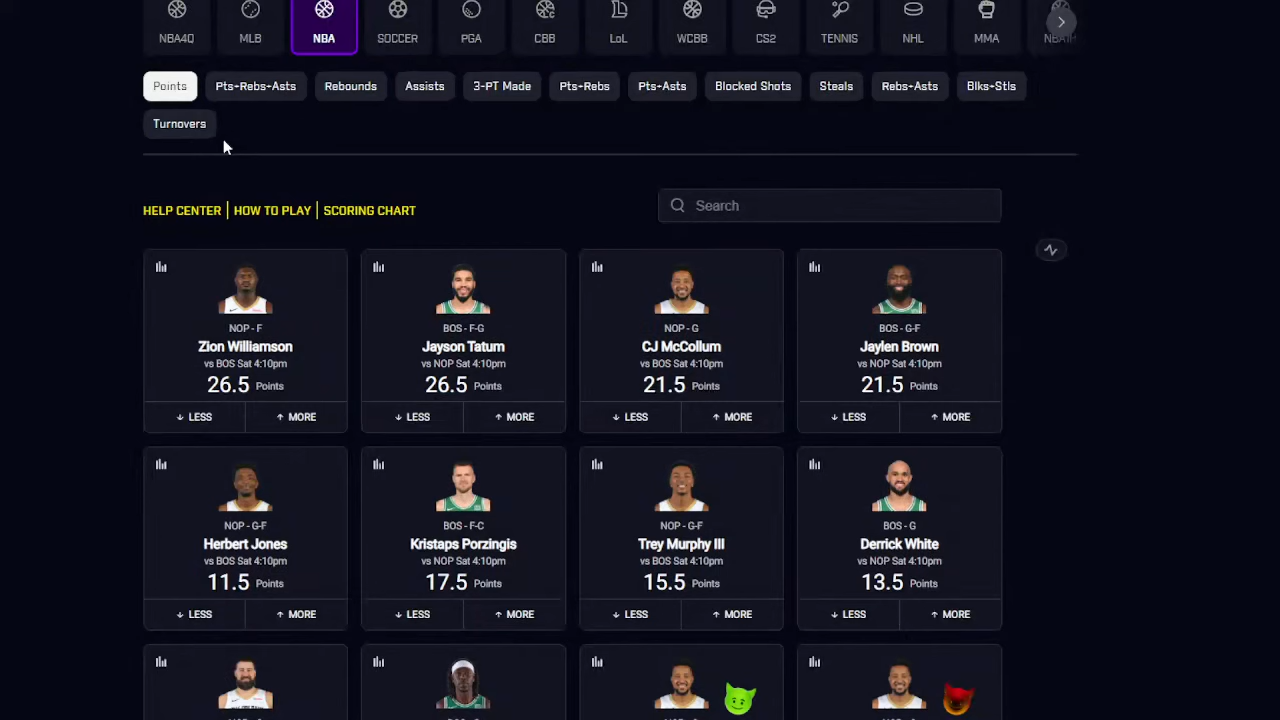 NBA4Q MLB NBA SOCCER PGA CBB LoL WCBB CS2 TENNIS NHL MMA
Points Pts+Rebs+Asts Rebounds Assists 3-PT Made Pts+Rebs Pts+Asts Blocked Shots Steals Rebs+Asts Blks+Stls
Turnovers
HELP CENTER HOW TO PLAY SCORING CHART Search
NOP - F BOS - F-G NOP - G BOS - G-F
Zion Williamson Jayson Tatum CJ McCollum Jaylen Brown
vs BOS Sat 4:10pm vs NOP Sat 4:10pm vs BOS Sat 4:10pm vs NOP Sat 4:10pm
26.5 Points 26.5 Points 21.5 Points 21.5 Points
LESS MORE LESS MORE LESS MORE LESS MORE
NOP - G-F BOS - F-C NOP - G-F BOS - G
Herbert Jones Kristaps Porzingis Trey Murphy III Derrick White
vs BOS Sat 4:10pm vs NOP Sat 4:10pm vs BOS Sat 4:10pm vs NOP Sat 4:10pm
11.5 Points 17.5 Points 15.5 Points 13.5 Points
LESS MORE LESS MORE LESS MORE LESS MORE